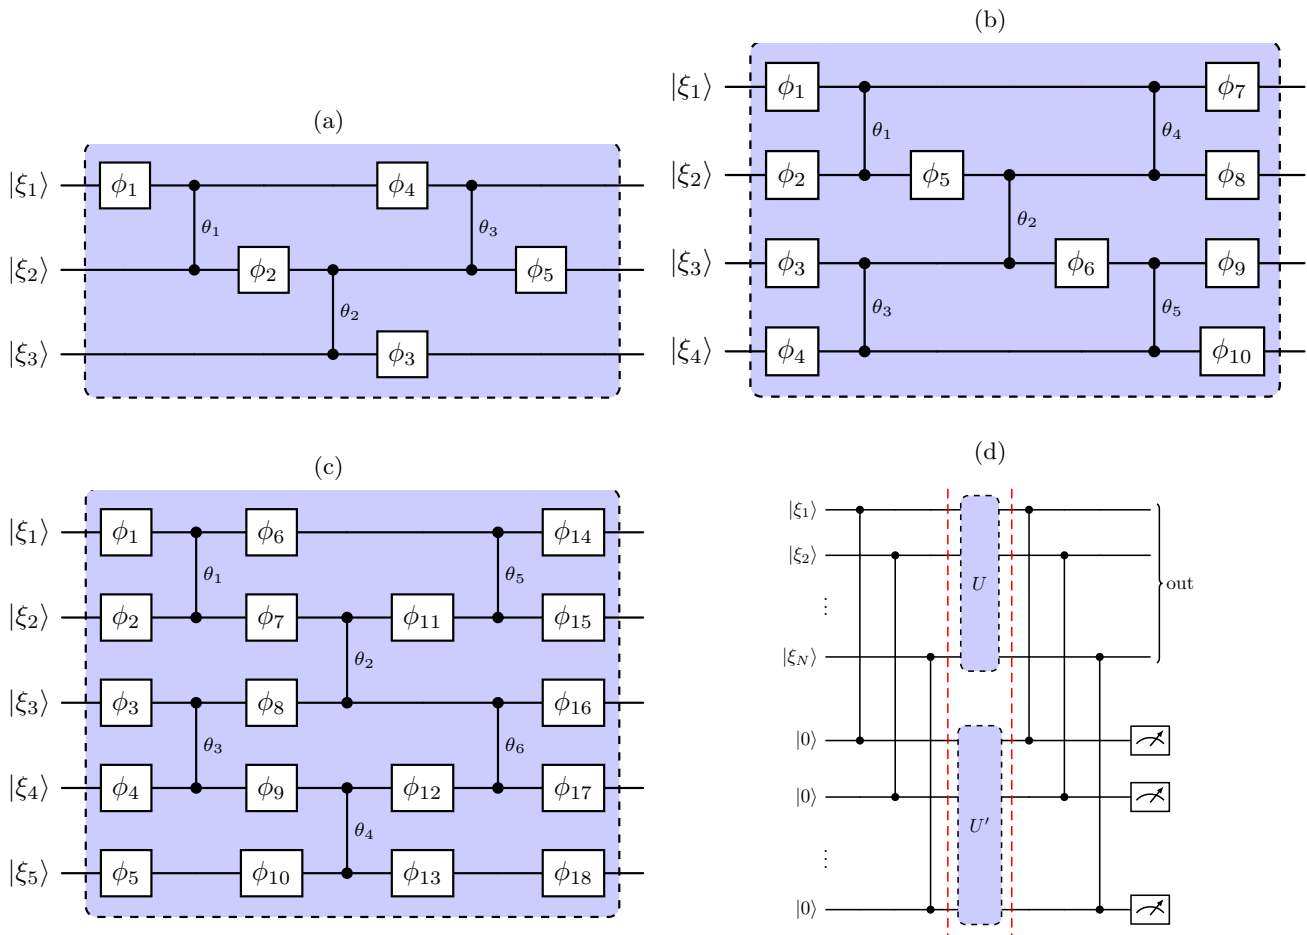 (a)
|ξ₁⟩ ϕ₁ θ₁ ϕ₄ θ₃
|ξ₂⟩ ϕ₂ θ₂ ϕ₅
|ξ₃⟩ ϕ₃
(b)
|ξ₁⟩ ϕ₁ θ₁ θ₄ ϕ₇
|ξ₂⟩ ϕ₂ ϕ₅ θ₂ ϕ₈
|ξ₃⟩ ϕ₃ θ₃ ϕ₆ θ₅ ϕ₉
|ξ₄⟩ ϕ₄ ϕ₁₀
(c)
|ξ₁⟩ ϕ₁ θ₁ ϕ₆ θ₅ ϕ₁₄
|ξ₂⟩ ϕ₂ ϕ₇ θ₂ ϕ₁₁ ϕ₁₅
|ξ₃⟩ ϕ₃ θ₃ ϕ₈ θ₆ ϕ₁₆
|ξ₄⟩ ϕ₄ ϕ₉ θ₄ ϕ₁₂ ϕ₁₇
|ξ₅⟩ ϕ₅ ϕ₁₀ ϕ₁₃ ϕ₁₈
(d)
|ξ₁⟩
|ξ₂⟩
U
out
⋮
|ξ_N⟩
|0⟩
|0⟩
U′
⋮
|0⟩